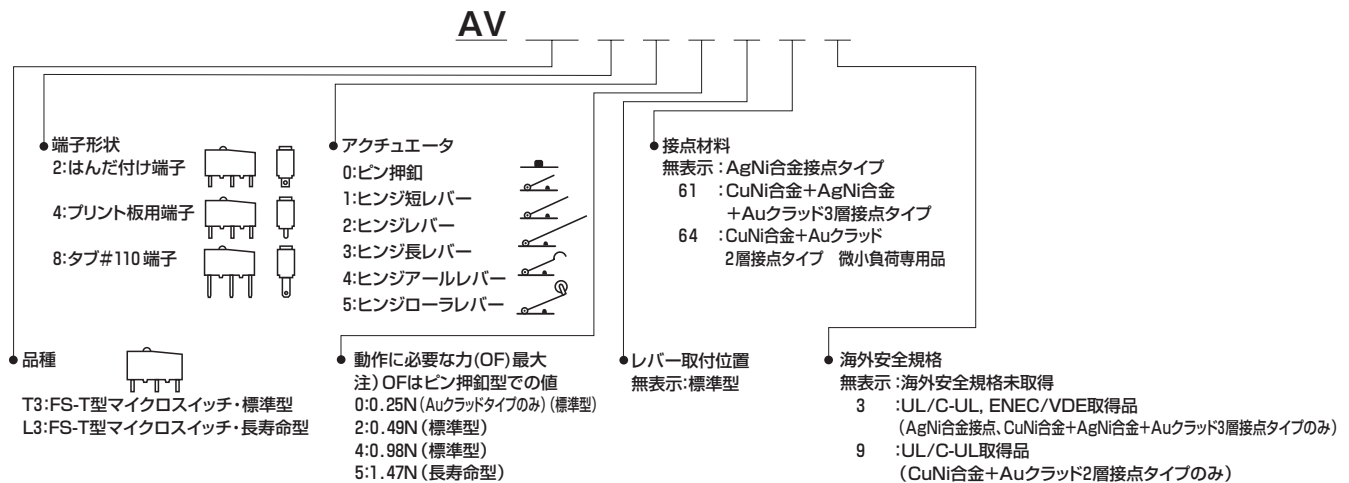 AV
端子形状
2:はんだ付け端子
4:プリント板用端子
8:タブ#110端子
アクチュエータ
0:ピン押釦
1:ヒンジ短レバー
2:ヒンジレバー
3:ヒンジ長レバー
4:ヒンジアールレバー
5:ヒンジローラレバー
接点材料
無表示:AgNi合金接点タイプ
61 :CuNi合金+AgNi合金
+Auクラッド3層接点タイプ
64 :CuNi合金+Auクラッド
2層接点タイプ 微小負荷専用品
品種
T3:FS-T型マイクロスイッチ・標準型
L3:FS-T型マイクロスイッチ・長寿命型
動作に必要な力(OF)最大
注)OFはピン押釦型での値
0:0.25N(Auクラッドタイプのみ)(標準型)
2:0.49N(標準型)
4:0.98N(標準型)
5:1.47N(長寿命型)
レバー取付位置
無表示:標準型
海外安全規格
無表示:海外安全規格未取得
3 :UL/C-UL, ENEC/VDE取得品
(AgNi合金接点、CuNi合金+AgNi合金+Auクラッド3層接点タイプのみ)
9 :UL/C-UL取得品
(CuNi合金+Auクラッド2層接点タイプのみ)